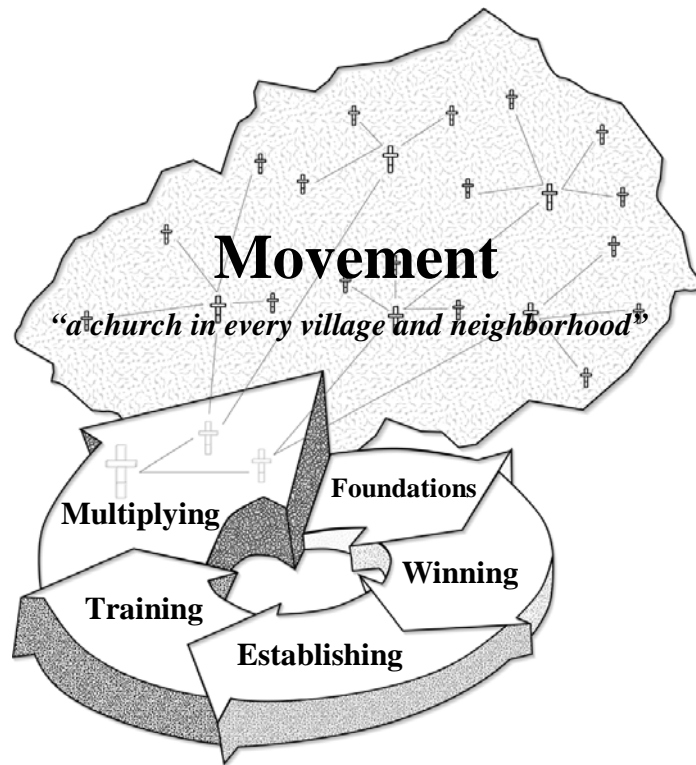 Movement
“a church in every village and neighborhood”
Foundations
Multiplying
Winning
Training
Establishing